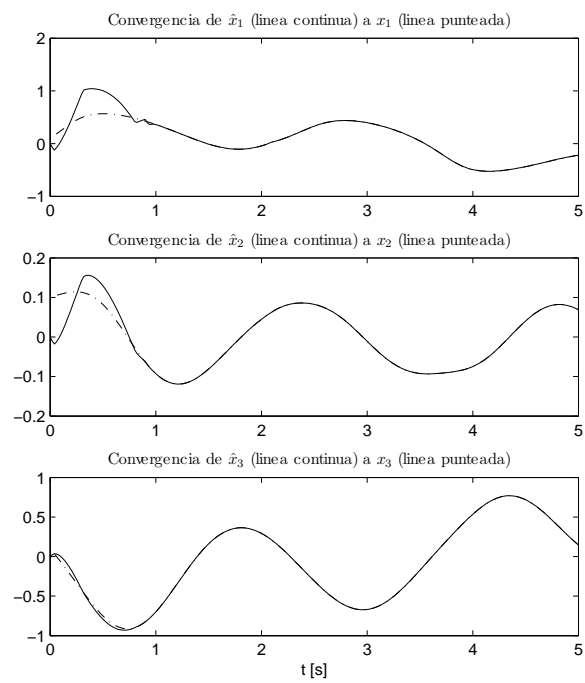 Convergencia de x̂₁ (linea continua) a x₁ (linea punteada)
2
1
0
−1
0 1 2 3 4 5
Convergencia de x̂₂ (linea continua) a x₂ (linea punteada)
0.2
0.1
0
−0.1
−0.2
0 1 2 3 4 5
Convergencia de x̂₃ (linea continua) a x₃ (linea punteada)
1
0.5
0
−0.5
−1
0 1 2 3 4 5
t [s]